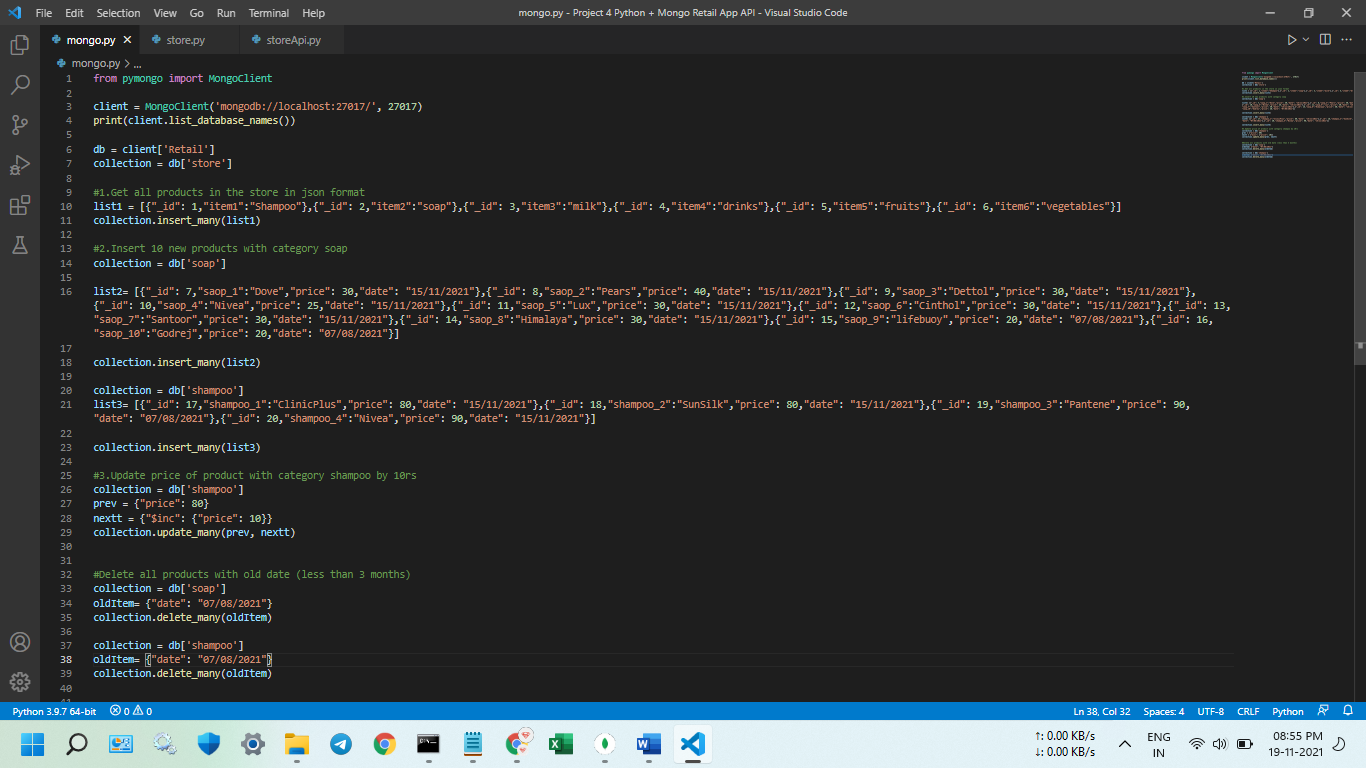 File Edit Selection View Go Run Terminal Help
mongo.py - Project 4 Python + Mongo Retail App API - Visual Studio Code
mongo.py store.py storeApi.py
mongo.py > ...
1 from pymongo import MongoClient
2
3 client = MongoClient('mongodb://localhost:27017/', 27017)
4 print(client.list_database_names())
5
6 db = client['Retail']
7 collection = db['store']
8
9 #1.Get all products in the store in json format
10 list1 = [{"_id": 1,"item1":"Shampoo"},{"_id": 2,"item2":"soap"},{"_id": 3,"item3":"milk"},{"_id": 4,"item4":"drinks"},{"_id": 5,"item5":"fruits"},{"_id": 6,"item6":"vegetables"}]
11 collection.insert_many(list1)
12
13 #2.Insert 10 new products with category soap
14 collection = db['soap']
15
16 list2= [{"_id": 7,"saop_1":"Dove","price": 30,"date": "15/11/2021"},{"_id": 8,"saop_2":"Pears","price": 40,"date": "15/11/2021"},{"_id": 9,"saop_3":"Dettol","price": 30,"date": "15/11/2021"},
{"_id": 10,"saop_4":"Nivea","price": 25,"date": "15/11/2021"},{"_id": 11,"saop_5":"Lux","price": 30,"date": "15/11/2021"},{"_id": 12,"saop_6":"Cinthol","price": 30,"date": "15/11/2021"},{"_id": 13,
"saop_7":"Santoor","price": 30,"date": "15/11/2021"},{"_id": 14,"saop_8":"Himalaya","price": 30,"date": "15/11/2021"},{"_id": 15,"saop_9":"lifebuoy","price": 20,"date": "07/08/2021"},{"_id": 16,
"saop_10":"Godrej","price": 20,"date": "07/08/2021"}]
17
18 collection.insert_many(list2)
19
20 collection = db['shampoo']
21 list3= [{"_id": 17,"shampoo_1":"ClinicPlus","price": 80,"date": "15/11/2021"},{"_id": 18,"shampoo_2":"SunSilk","price": 80,"date": "15/11/2021"},{"_id": 19,"shampoo_3":"Pantene","price": 90,
"date": "07/08/2021"},{"_id": 20,"shampoo_4":"Nivea","price": 90,"date": "15/11/2021"}]
22
23 collection.insert_many(list3)
24
25 #3.Update price of product with category shampoo by 10rs
26 collection = db['shampoo']
27 prev = {"price": 80}
28 nextt = {"$inc": {"price": 10}}
29 collection.update_many(prev, nextt)
30
31
32 #Delete all products with old date (less than 3 months)
33 collection = db['soap']
34 oldItem= {"date": "07/08/2021"}
35 collection.delete_many(oldItem)
36
37 collection = db['shampoo']
38 oldItem= {"date": "07/08/2021"}
39 collection.delete_many(oldItem)
40
Python 3.9.7 64-bit 0 0 Ln 38, Col 32 Spaces: 4 UTF-8 CRLF Python
↑: 0.00 KB/s
↓: 0.00 KB/s
ENG
IN
08:55 PM
19-11-2021